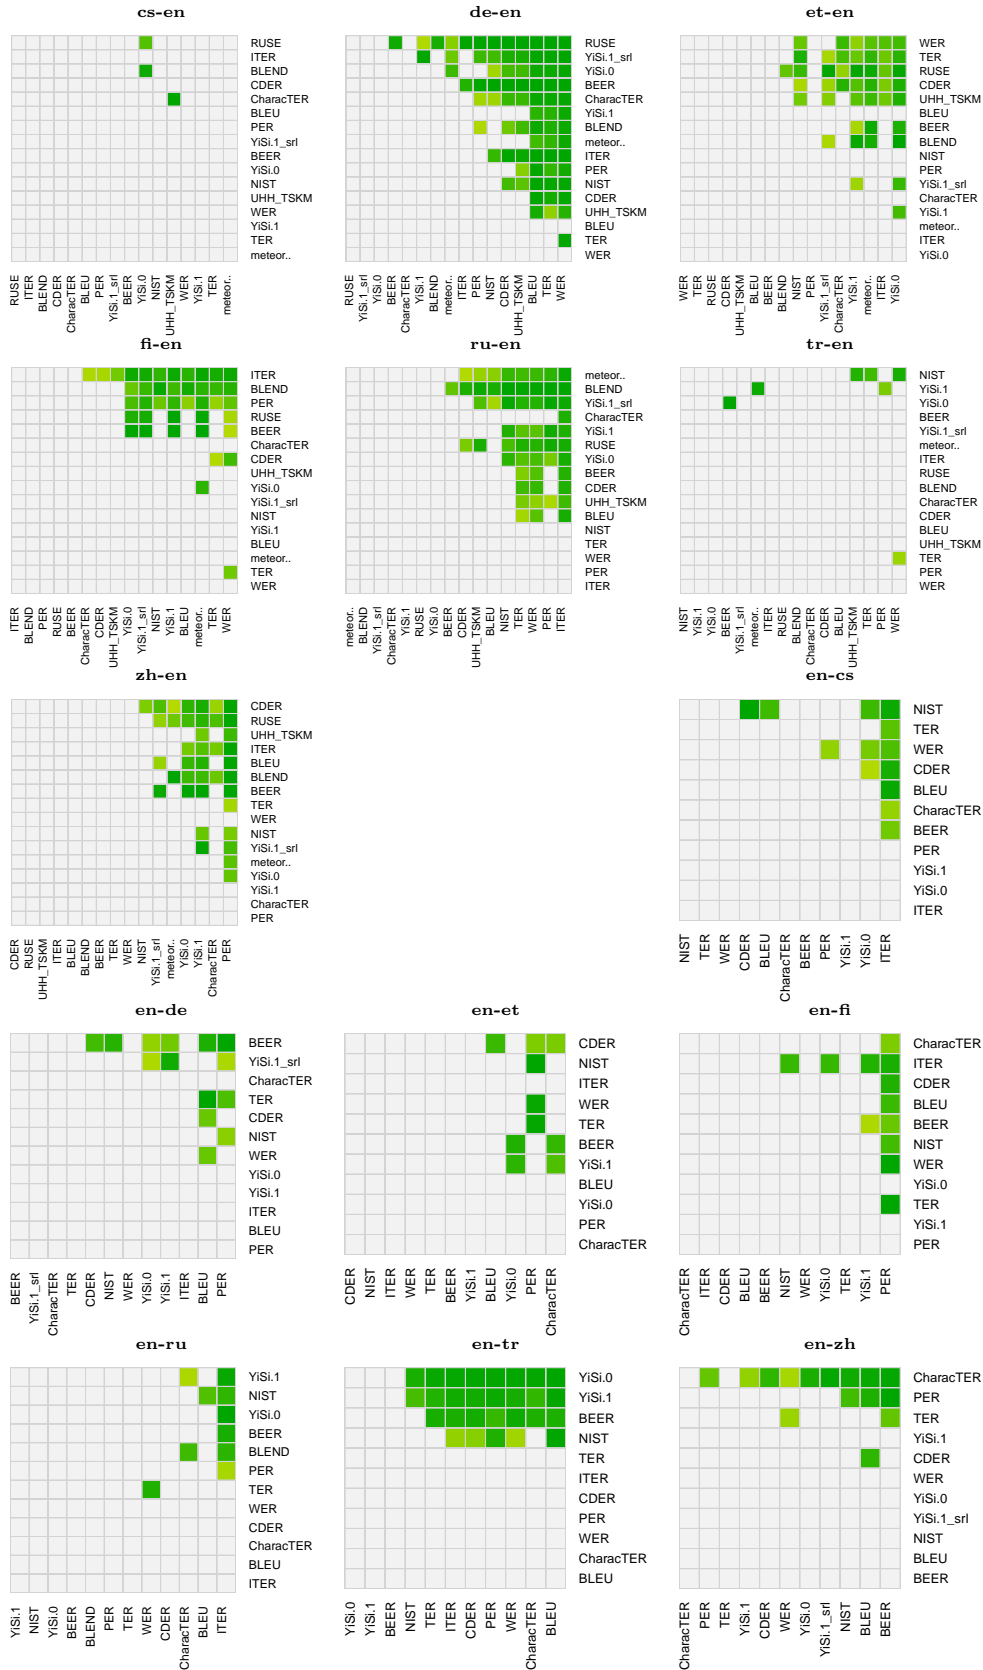 cs-en
RUSE
ITER
BLEND
CDER
CharacTER
BLEU
PER
YiSi.1_srl
BEER
YiSi.0
NIST
UHH_TSKM
WER
YiSi.1
TER
meteor..
RUSE
ITER
BLEND
CDER
CharacTER
BLEU
PER
YiSi.1_srl
BEER
YiSi.0
NIST
UHH_TSKM
WER
YiSi.1
TER
meteor..
de-en
RUSE
YiSi.1_srl
YiSi.0
BEER
CharacTER
YiSi.1
BLEND
meteor..
ITER
PER
NIST
CDER
UHH_TSKM
BLEU
TER
WER
RUSE
YiSi.1_srl
YiSi.0
BEER
CharacTER
YiSi.1
BLEND
meteor..
ITER
PER
NIST
CDER
UHH_TSKM
BLEU
TER
WER
et-en
WER
TER
RUSE
CDER
UHH_TSKM
BLEU
BEER
BLEND
NIST
PER
YiSi.1_srl
CharacTER
YiSi.1
meteor..
ITER
YiSi.0
WER
TER
RUSE
CDER
UHH_TSKM
BLEU
BEER
BLEND
NIST
PER
YiSi.1_srl
CharacTER
YiSi.1
meteor..
ITER
YiSi.0
fi-en
ITER
BLEND
PER
RUSE
BEER
CharacTER
CDER
UHH_TSKM
YiSi.0
YiSi.1_srl
NIST
YiSi.1
BLEU
meteor..
TER
WER
ITER
BLEND
PER
RUSE
BEER
CharacTER
CDER
UHH_TSKM
YiSi.0
YiSi.1_srl
NIST
YiSi.1
BLEU
meteor..
TER
WER
ru-en
meteor..
BLEND
YiSi.1_srl
CharacTER
YiSi.1
RUSE
YiSi.0
BEER
CDER
UHH_TSKM
BLEU
NIST
TER
WER
PER
ITER
meteor..
BLEND
YiSi.1_srl
CharacTER
YiSi.1
RUSE
YiSi.0
BEER
CDER
UHH_TSKM
BLEU
NIST
TER
WER
PER
ITER
tr-en
NIST
YiSi.1
YiSi.0
BEER
YiSi.1_srl
meteor..
ITER
RUSE
BLEND
CharacTER
CDER
BLEU
UHH_TSKM
TER
PER
WER
NIST
YiSi.1
YiSi.0
BEER
YiSi.1_srl
meteor..
ITER
RUSE
BLEND
CharacTER
CDER
BLEU
UHH_TSKM
TER
PER
WER
zh-en
CDER
RUSE
UHH_TSKM
ITER
BLEU
BLEND
BEER
TER
WER
NIST
YiSi.1_srl
meteor..
YiSi.0
YiSi.1
CharacTER
PER
CDER
RUSE
UHH_TSKM
ITER
BLEU
BLEND
BEER
TER
WER
NIST
YiSi.1_srl
meteor..
YiSi.0
YiSi.1
CharacTER
PER
en-cs
NIST
TER
WER
CDER
BLEU
CharacTER
BEER
PER
YiSi.1
YiSi.0
ITER
NIST
TER
WER
CDER
BLEU
CharacTER
BEER
PER
YiSi.1
YiSi.0
ITER
en-de
BEER
YiSi.1_srl
CharacTER
TER
CDER
NIST
WER
YiSi.0
YiSi.1
ITER
BLEU
PER
BEER
YiSi.1_srl
CharacTER
TER
CDER
NIST
WER
YiSi.0
YiSi.1
ITER
BLEU
PER
en-et
CDER
NIST
ITER
WER
TER
BEER
YiSi.1
BLEU
YiSi.0
PER
CharacTER
CDER
NIST
ITER
WER
TER
BEER
YiSi.1
BLEU
YiSi.0
PER
CharacTER
en-fi
CharacTER
ITER
CDER
BLEU
BEER
NIST
WER
YiSi.0
TER
YiSi.1
PER
CharacTER
ITER
CDER
BLEU
BEER
NIST
WER
YiSi.0
TER
YiSi.1
PER
en-ru
YiSi.1
NIST
YiSi.0
BEER
BLEND
PER
TER
WER
CDER
CharacTER
BLEU
ITER
YiSi.1
NIST
YiSi.0
BEER
BLEND
PER
TER
WER
CDER
CharacTER
BLEU
ITER
en-tr
YiSi.0
YiSi.1
BEER
NIST
TER
ITER
CDER
PER
WER
CharacTER
BLEU
YiSi.0
YiSi.1
BEER
NIST
TER
ITER
CDER
PER
WER
CharacTER
BLEU
en-zh
CharacTER
PER
TER
YiSi.1
CDER
WER
YiSi.0
YiSi.1_srl
NIST
BLEU
BEER
CharacTER
PER
TER
YiSi.1
CDER
WER
YiSi.0
YiSi.1_srl
NIST
BLEU
BEER